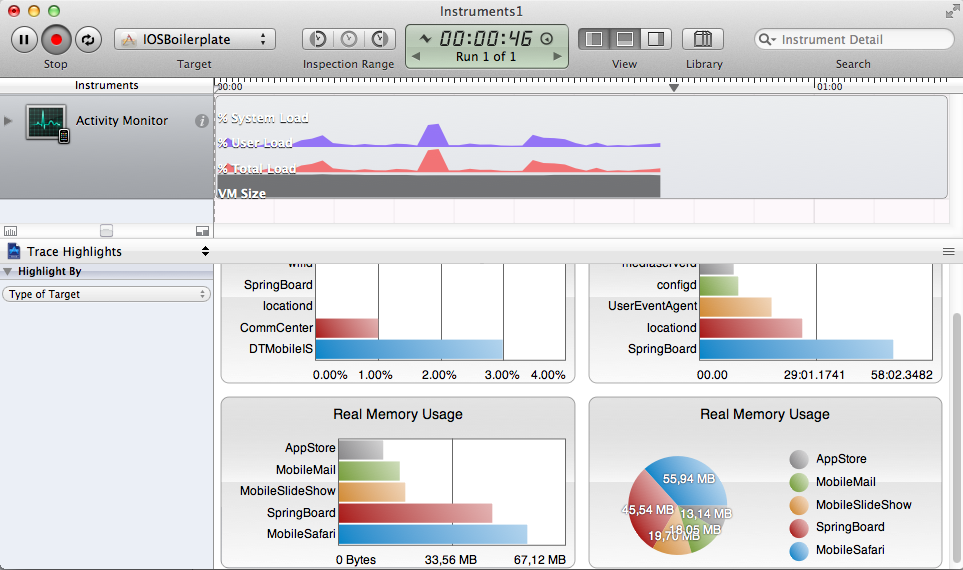 Instruments1
IOSBoilerplate
00:00:46
Run 1 of 1
Instrument Detail
Stop
Target
Inspection Range
View
Library
Search
Instruments
00:00
01:00
Activity Monitor
% System Load
% User Load
% Total Load
VM Size
Trace Highlights
Highlight By
Type of Target
SpringBoard
locationd
CommCenter
DTMobileIS
0.00% 1.00% 2.00% 3.00% 4.00%
mediaserverd
configd
UserEventAgent
locationd
SpringBoard
00.00 29:01.1741 58:02.3482
Real Memory Usage
AppStore
MobileMail
MobileSlideShow
SpringBoard
MobileSafari
0 Bytes 33,56 MB 67,12 MB
Real Memory Usage
55,94 MB
45,54 MB
13,14 MB
18,05 MB
19,70 MB
AppStore
MobileMail
MobileSlideShow
SpringBoard
MobileSafari